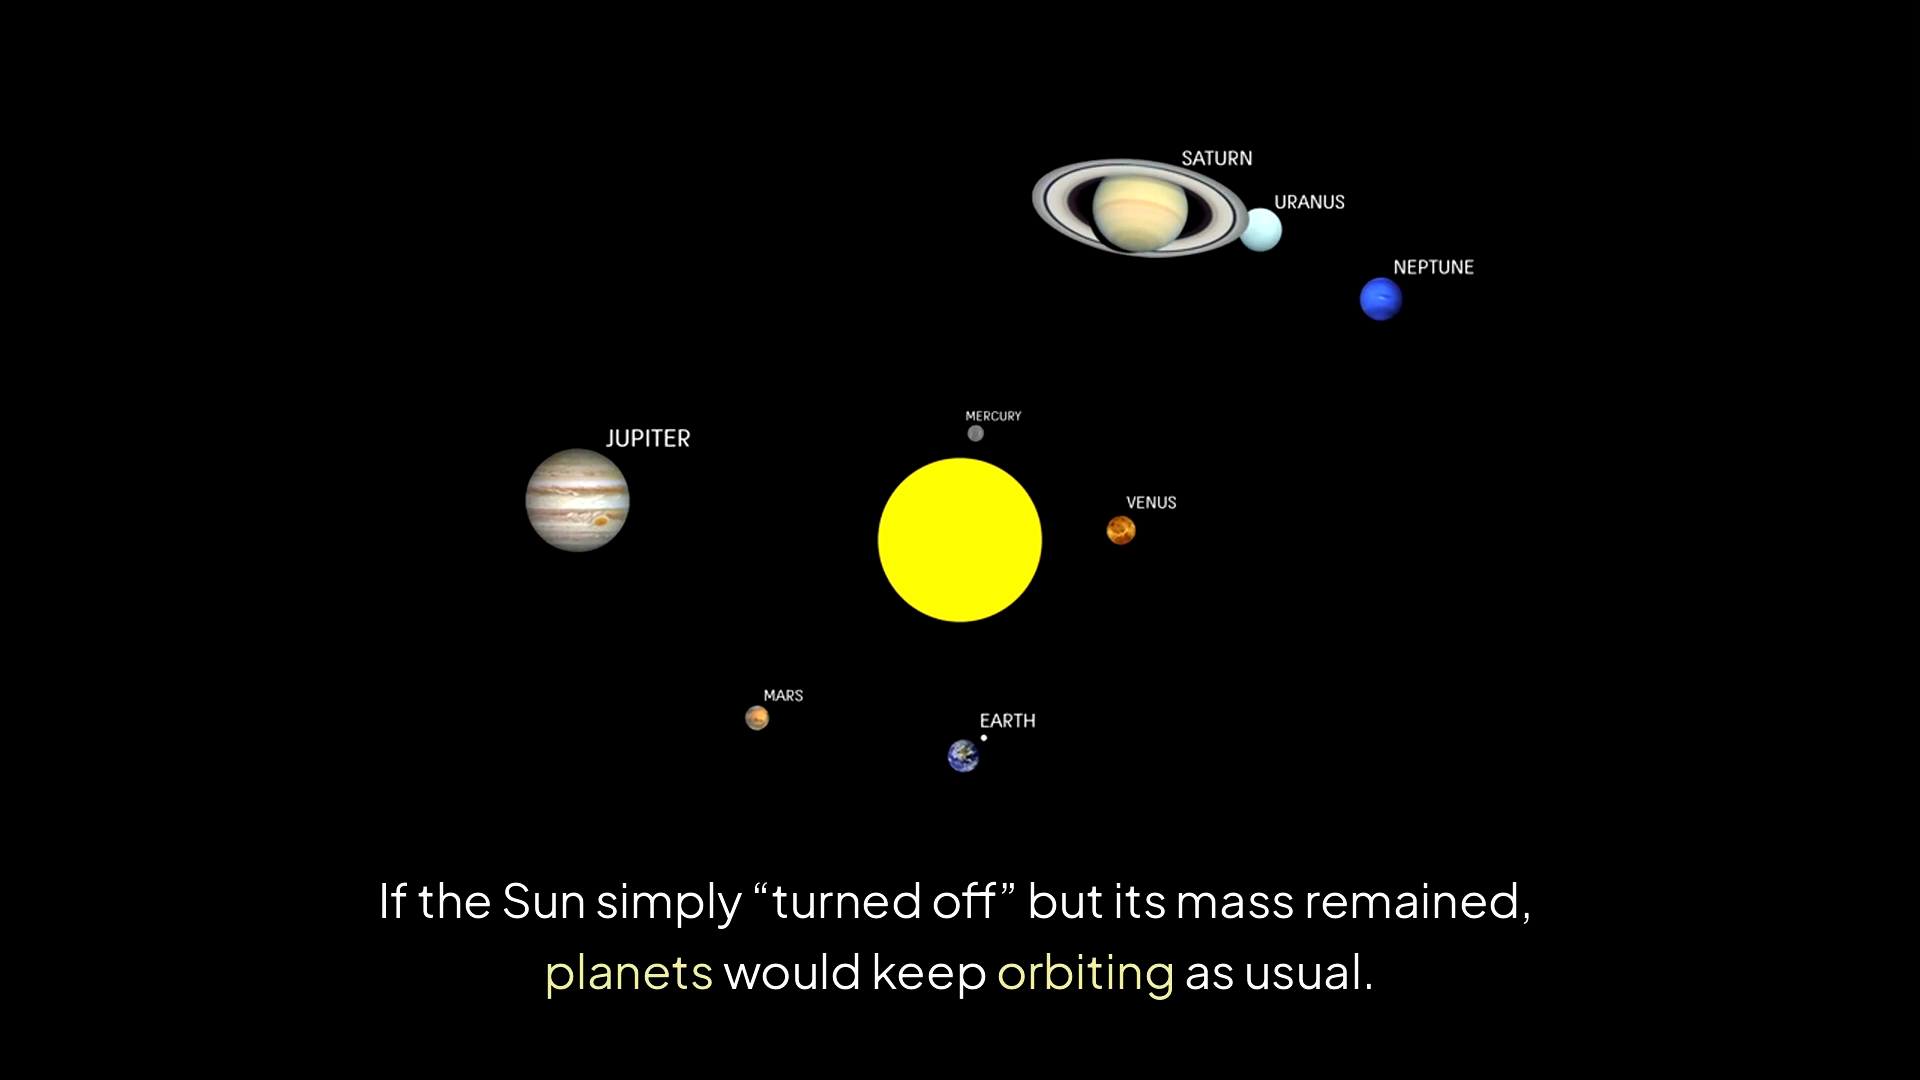 SATURN
URANUS
NEPTUNE
MERCURY
JUPITER
VENUS
MARS
EARTH
If the Sun simply “turned off” but its mass remained,
planets would keep orbiting as usual.